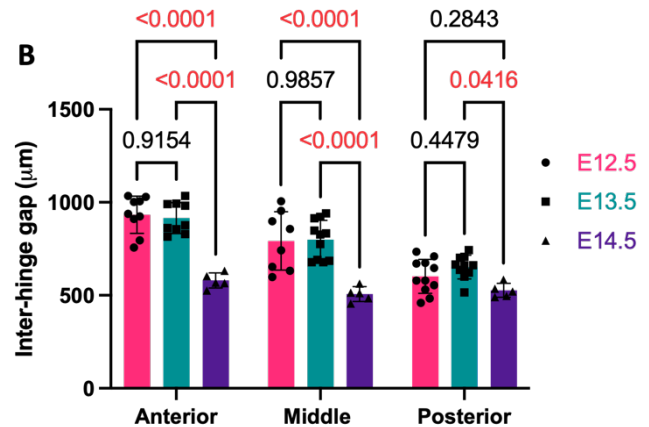 B
<0.0001 <0.0001 0.2843
<0.0001 0.9857 0.0416
0.9154 <0.0001 0.4479
Inter-hinge gap (μm)
1500
1000
500
0
Anterior Middle Posterior
E12.5
E13.5
E14.5